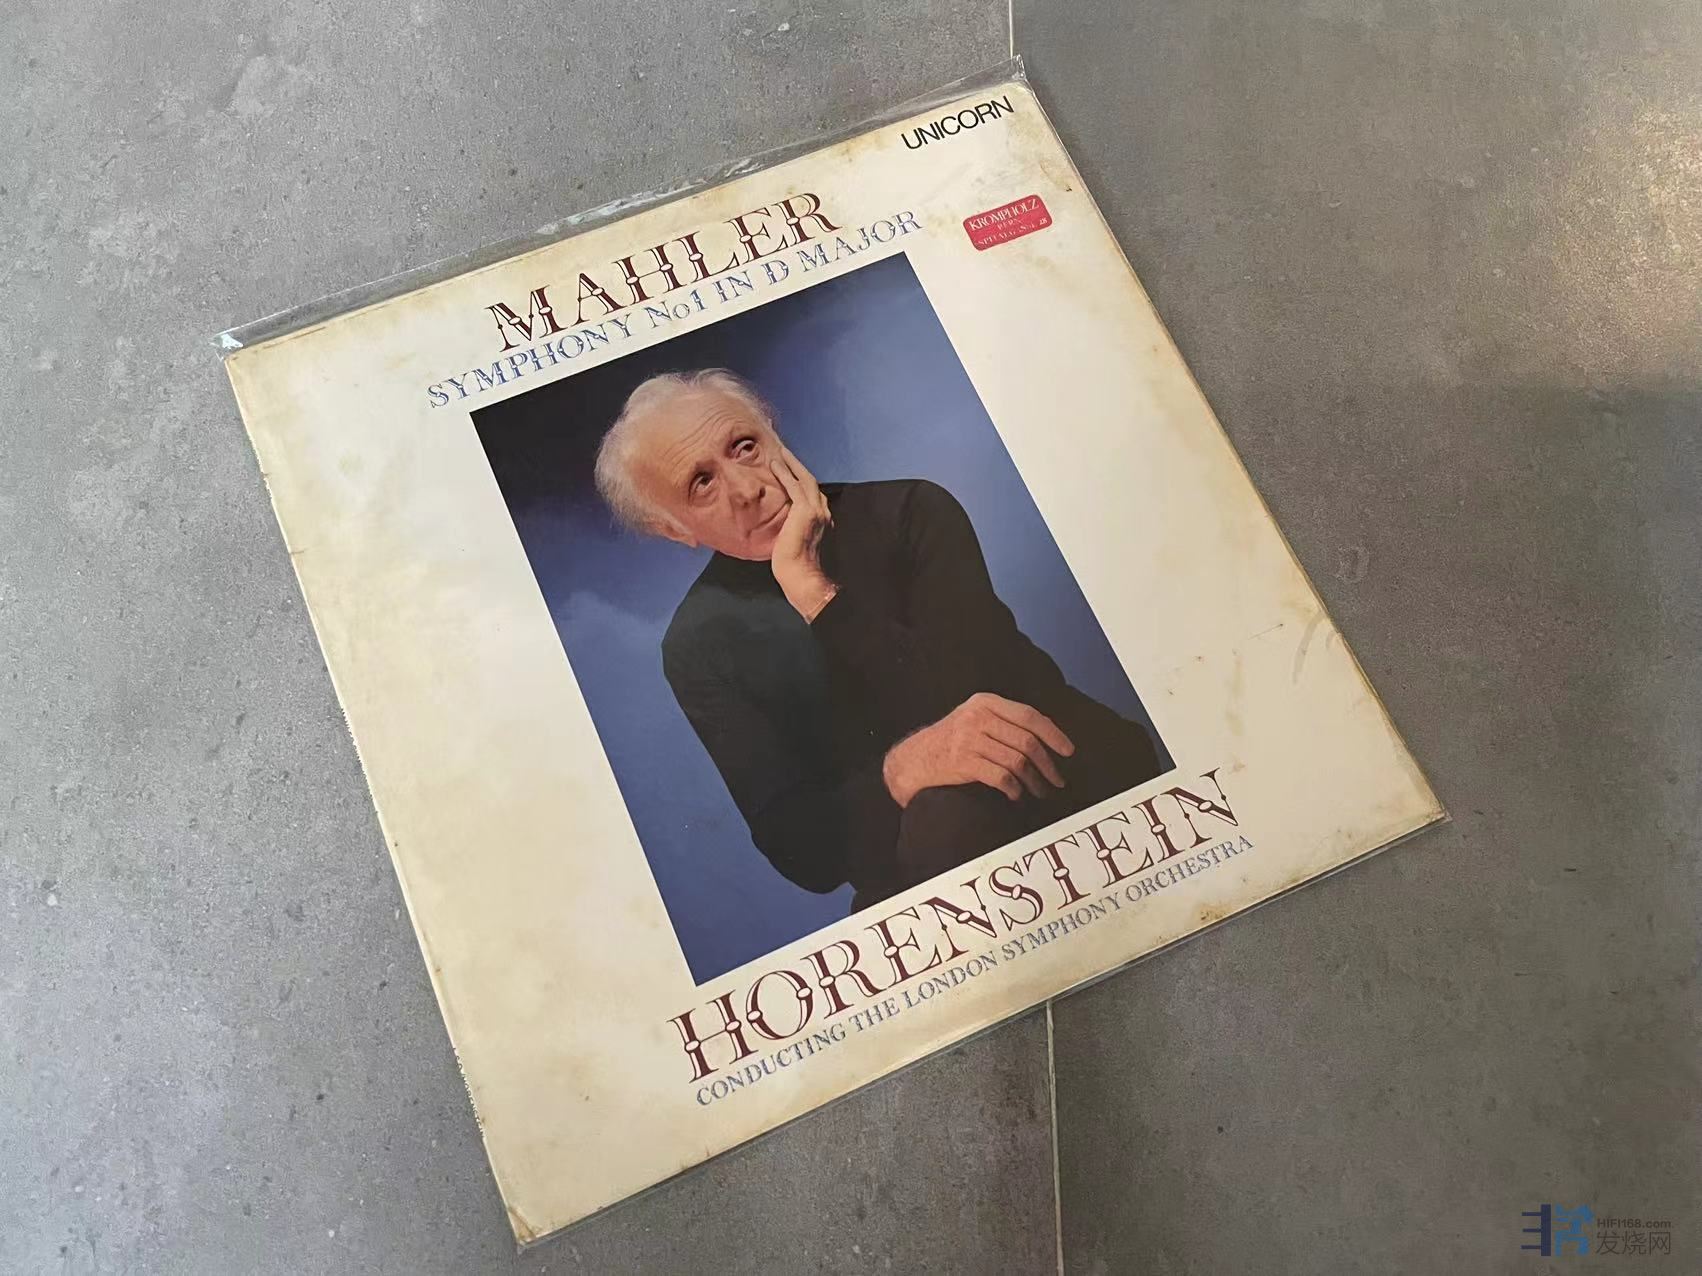 UNICORN
MAHLER
SYMPHONY No1 IN D MAJOR
KROMPHOLZ
BERN
28
HORENSTEIN
CONDUCTING THE LONDON SYMPHONY ORCHESTRA
HIFI168.com
发烧网